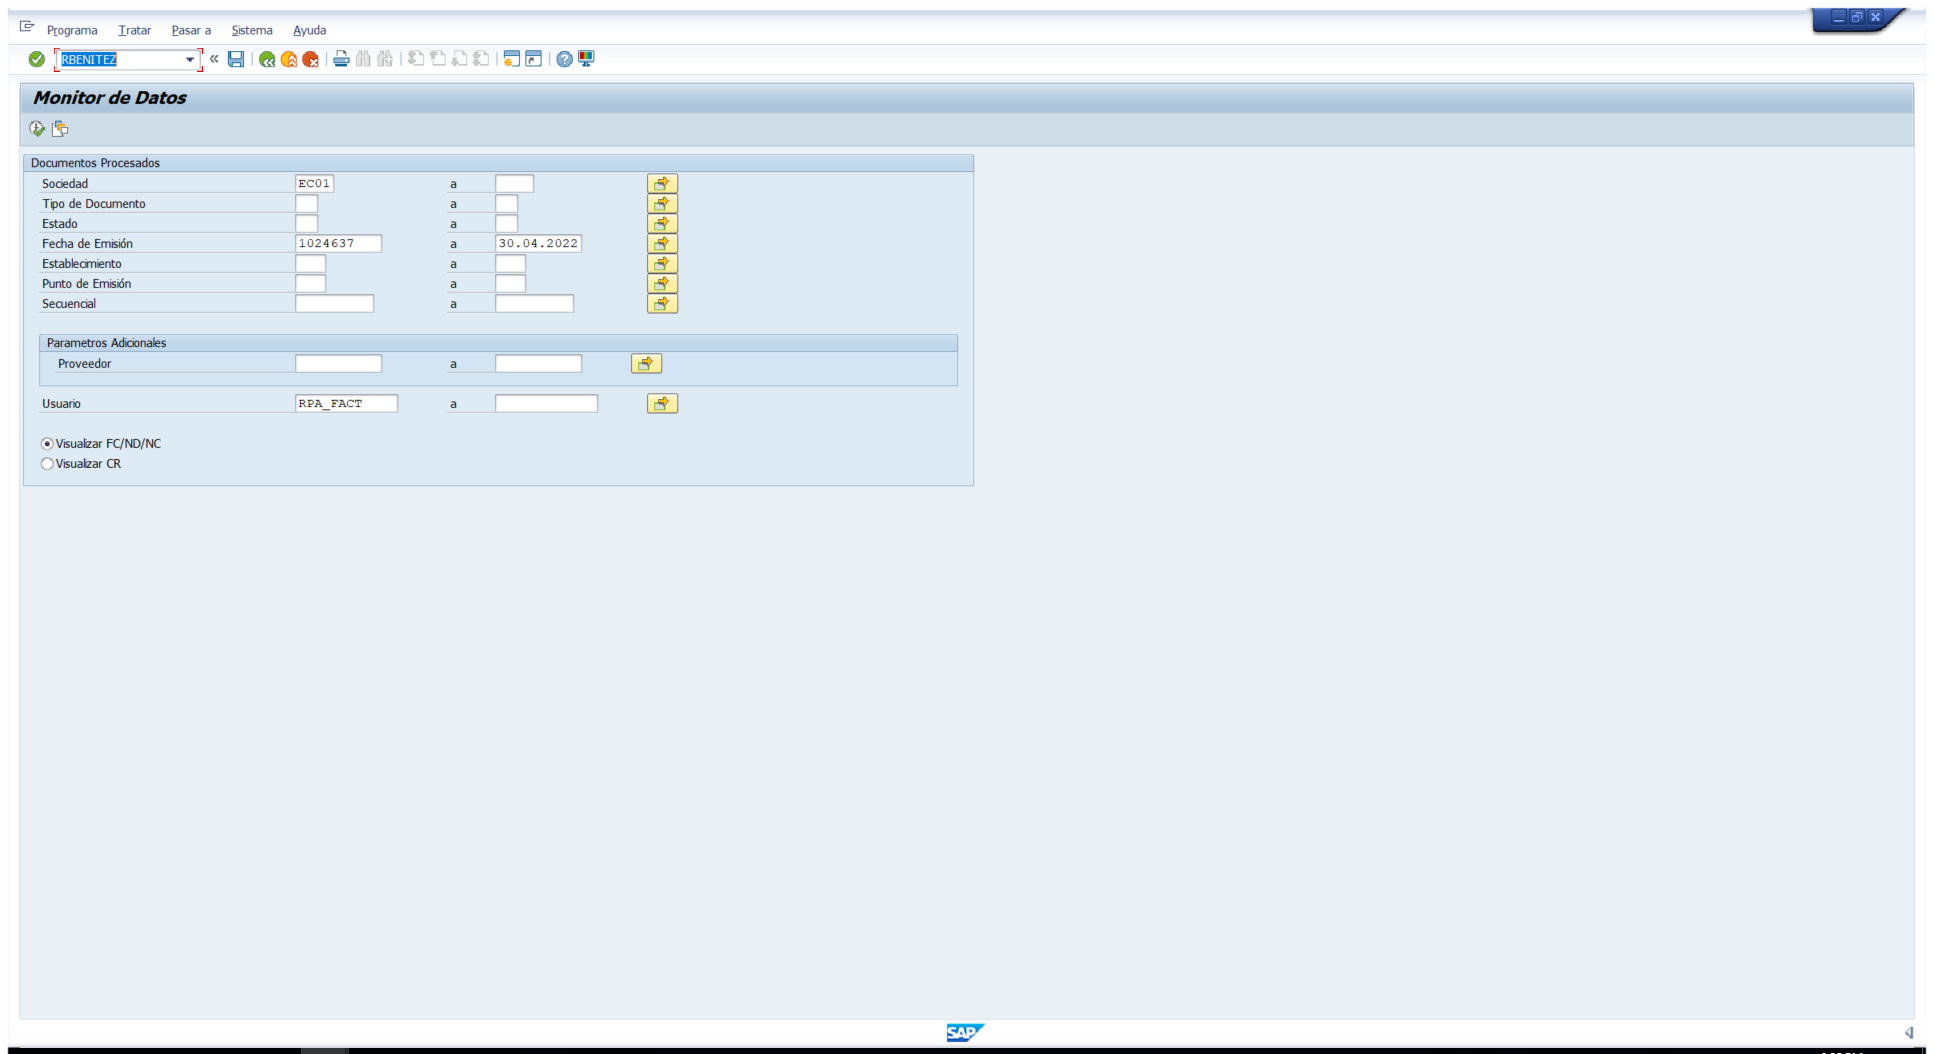 Programa Tratar Pasar a Sistema Ayuda
RBENITEZ
Monitor de Datos
Documentos Procesados
Sociedad EC01 a
Tipo de Documento a
Estado a
Fecha de Emisión 1024637 a 30.04.2022
Establecimiento a
Punto de Emisión a
Secuencial a
Parametros Adicionales
Proveedor a
Usuario RPA_FACT a
Visualizar FC/ND/NC
Visualizar CR
SAP